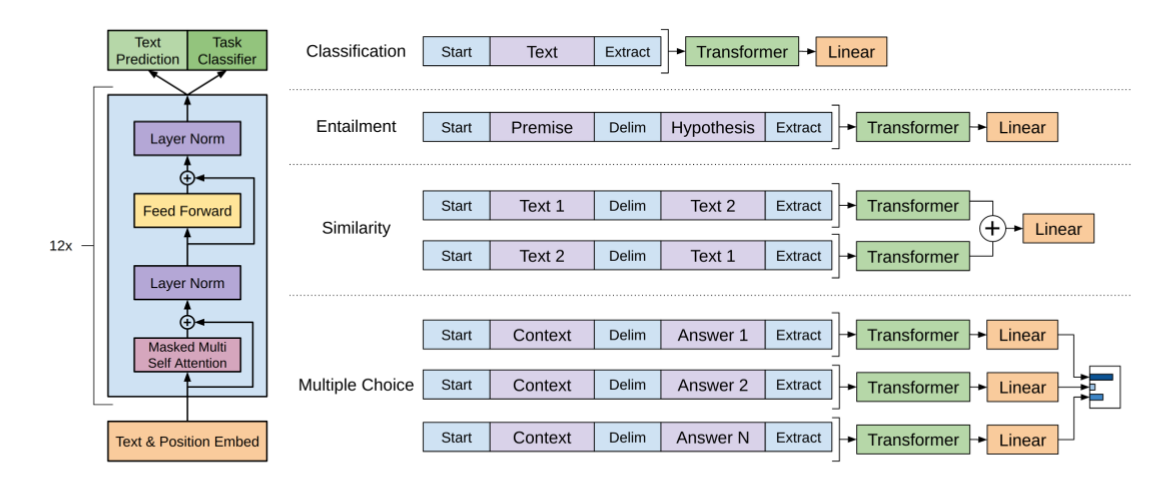 Text Prediction
Task Classifier
Layer Norm
+
Feed Forward
12x
Layer Norm
+
Masked Multi Self Attention
Text & Position Embed
Classification
Start Text Extract Transformer Linear
Entailment
Start Premise Delim Hypothesis Extract Transformer Linear
Similarity
Start Text 1 Delim Text 2 Extract Transformer
+ Linear
Start Text 2 Delim Text 1 Extract Transformer
Multiple Choice
Start Context Delim Answer 1 Extract Transformer Linear
Start Context Delim Answer 2 Extract Transformer Linear
Start Context Delim Answer N Extract Transformer Linear